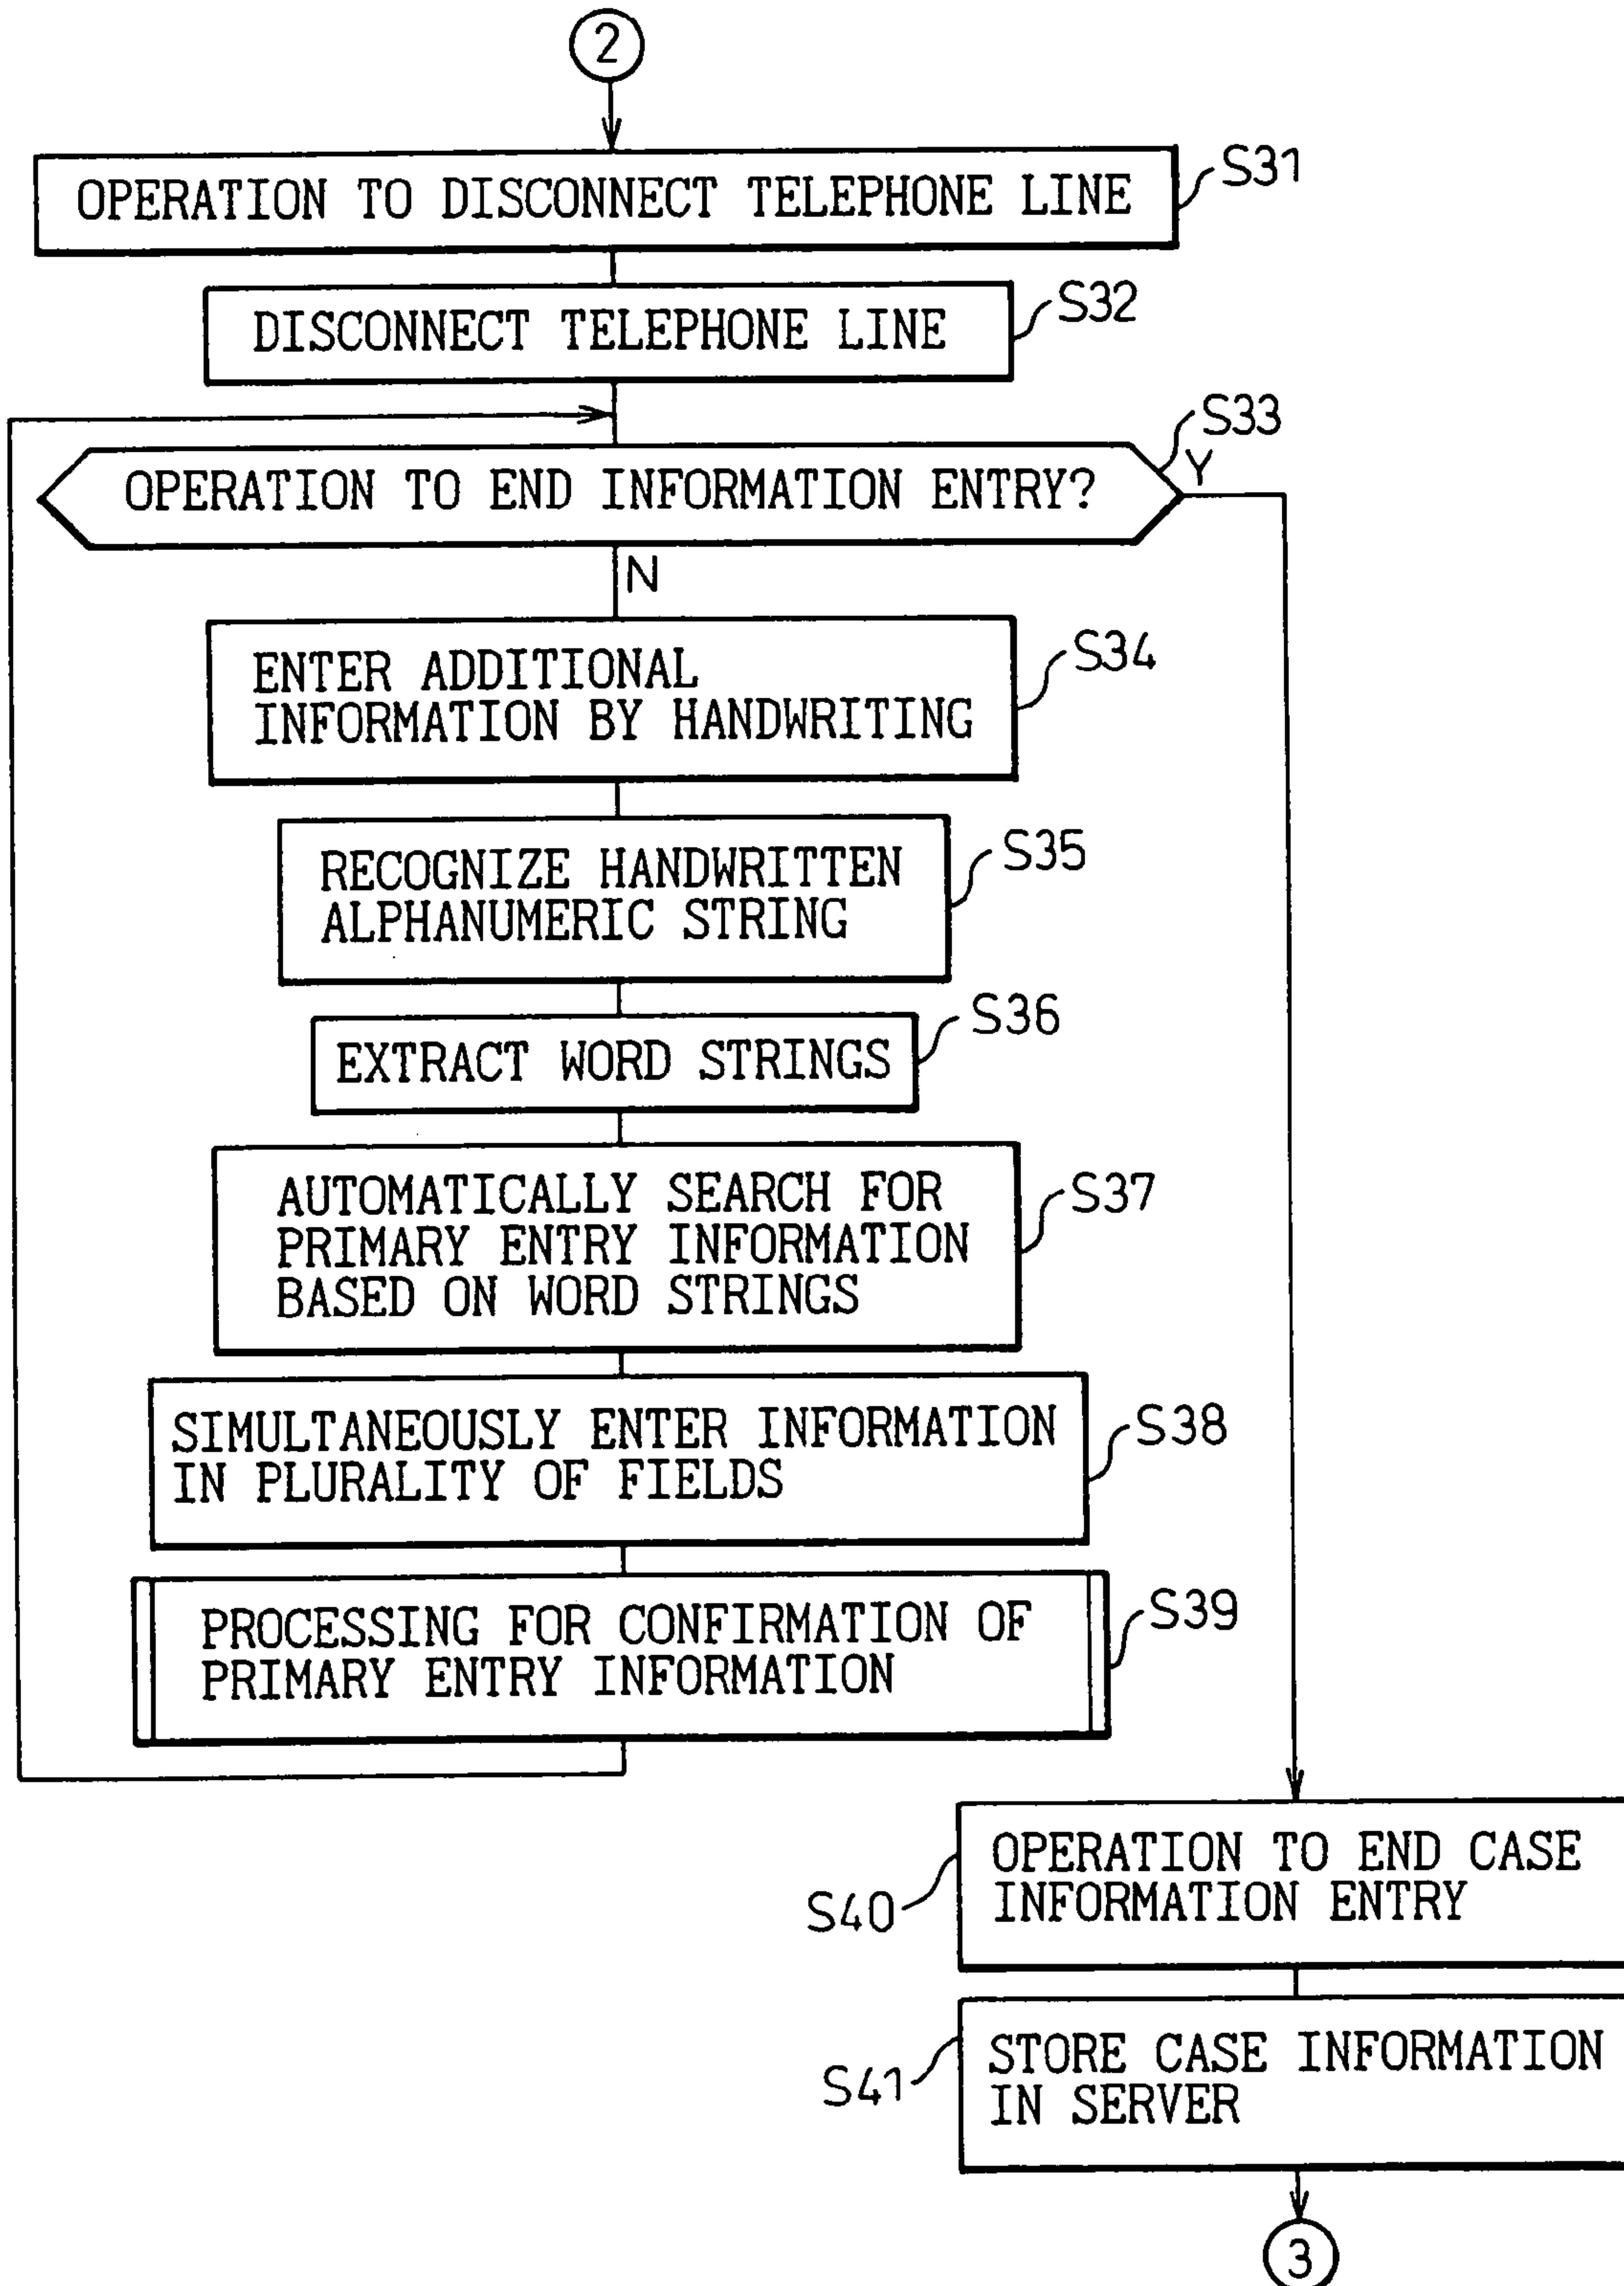 2
OPERATION TO DISCONNECT TELEPHONE LINE
S31
DISCONNECT TELEPHONE LINE
S32
S33
OPERATION TO END INFORMATION ENTRY?
Y
N
ENTER ADDITIONAL
INFORMATION BY HANDWRITING
S34
RECOGNIZE HANDWRITTEN
ALPHANUMERIC STRING
S35
EXTRACT WORD STRINGS
S36
AUTOMATICALLY SEARCH FOR
PRIMARY ENTRY INFORMATION
BASED ON WORD STRINGS
S37
SIMULTANEOUSLY ENTER INFORMATION
IN PLURALITY OF FIELDS
S38
PROCESSING FOR CONFIRMATION OF
PRIMARY ENTRY INFORMATION
S39
OPERATION TO END CASE
INFORMATION ENTRY
S40
STORE CASE INFORMATION
IN SERVER
S41
3